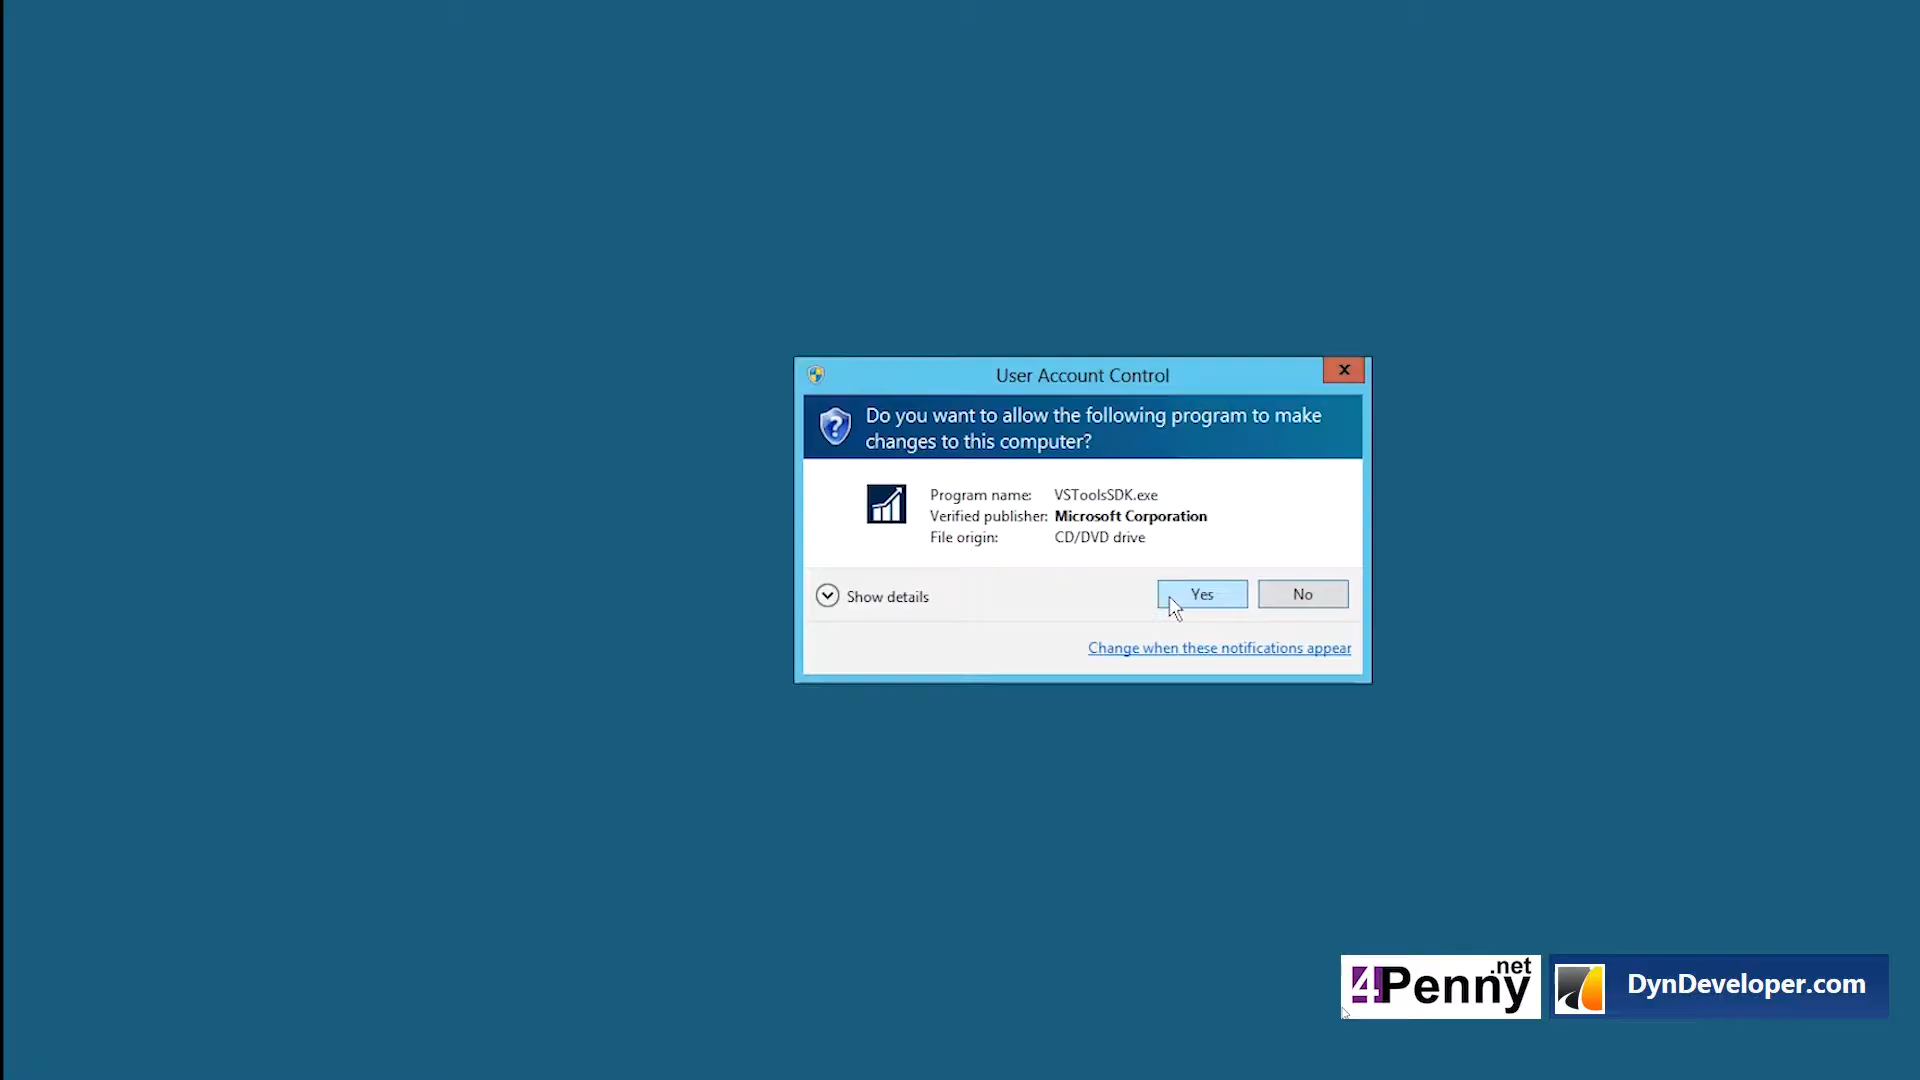 User Account Control
X
Do you want to allow the following program to make
changes to this computer?
Program name: VSToolsSDK.exe
Verified publisher: Microsoft Corporation
File origin: CD/DVD drive
Show details
Yes
No
Change when these notifications appear
4Penny.net
DynDeveloper.com